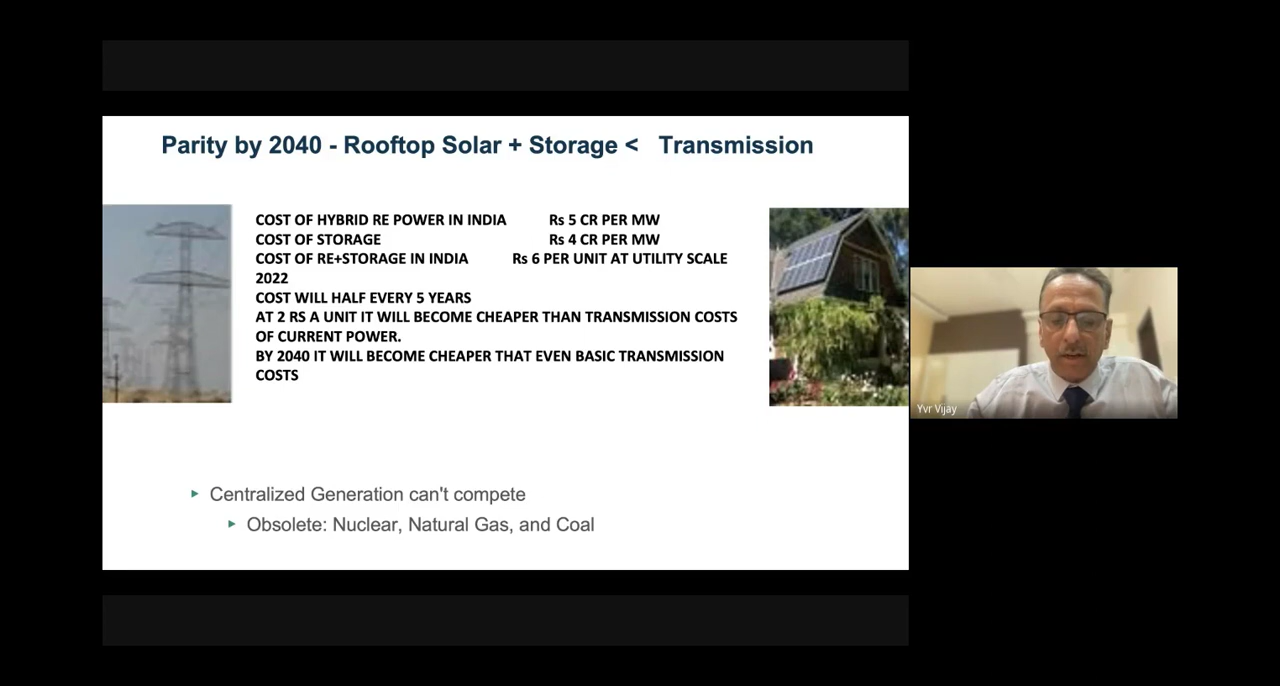 Parity by 2040 - Rooftop Solar + Storage < Transmission
COST OF HYBRID RE POWER IN INDIA Rs 5 CR PER MW
COST OF STORAGE Rs 4 CR PER MW
COST OF RE+STORAGE IN INDIA Rs 6 PER UNIT AT UTILITY SCALE
2022
COST WILL HALF EVERY 5 YEARS
AT 2 RS A UNIT IT WILL BECOME CHEAPER THAN TRANSMISSION COSTS
OF CURRENT POWER.
BY 2040 IT WILL BECOME CHEAPER THAT EVEN BASIC TRANSMISSION
COSTS
Centralized Generation can't compete
Obsolete: Nuclear, Natural Gas, and Coal
Yvr Vijay